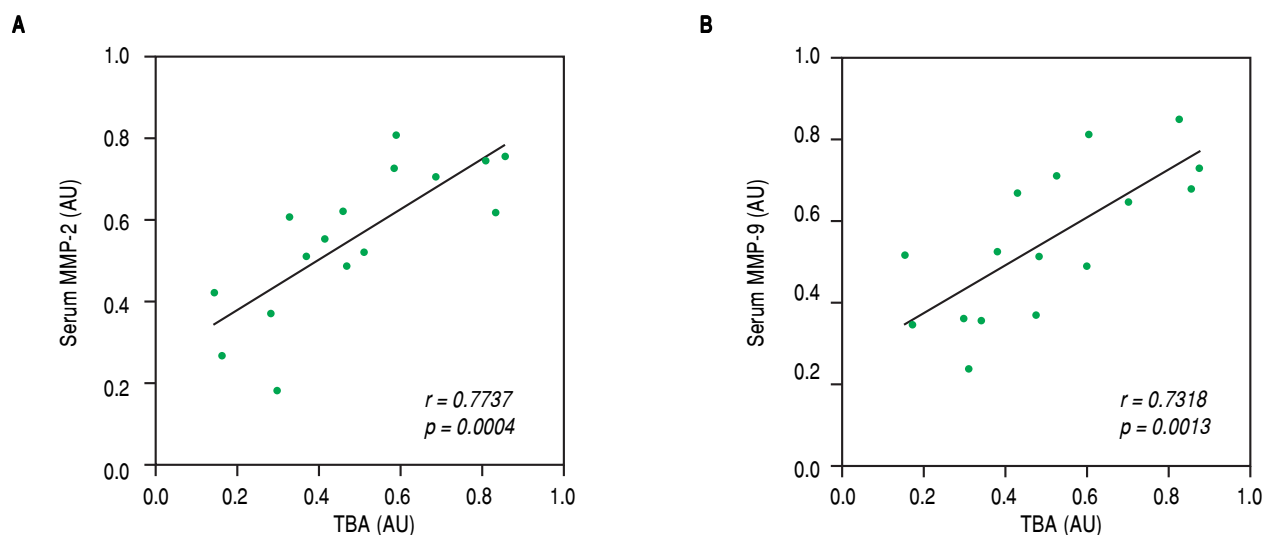 A
1.0
0.8
0.6
0.4
0.2
0.0
Serum MMP-2 (AU)
r = 0.7737
p = 0.0004
0.0 0.2 0.4 0.6 0.8 1.0
TBA (AU)
B
1.0
0.8
0.6
0.4
0.2
0.0
Serum MMP-9 (AU)
r = 0.7318
p = 0.0013
0.0 0.2 0.4 0.6 0.8 1.0
TBA (AU)